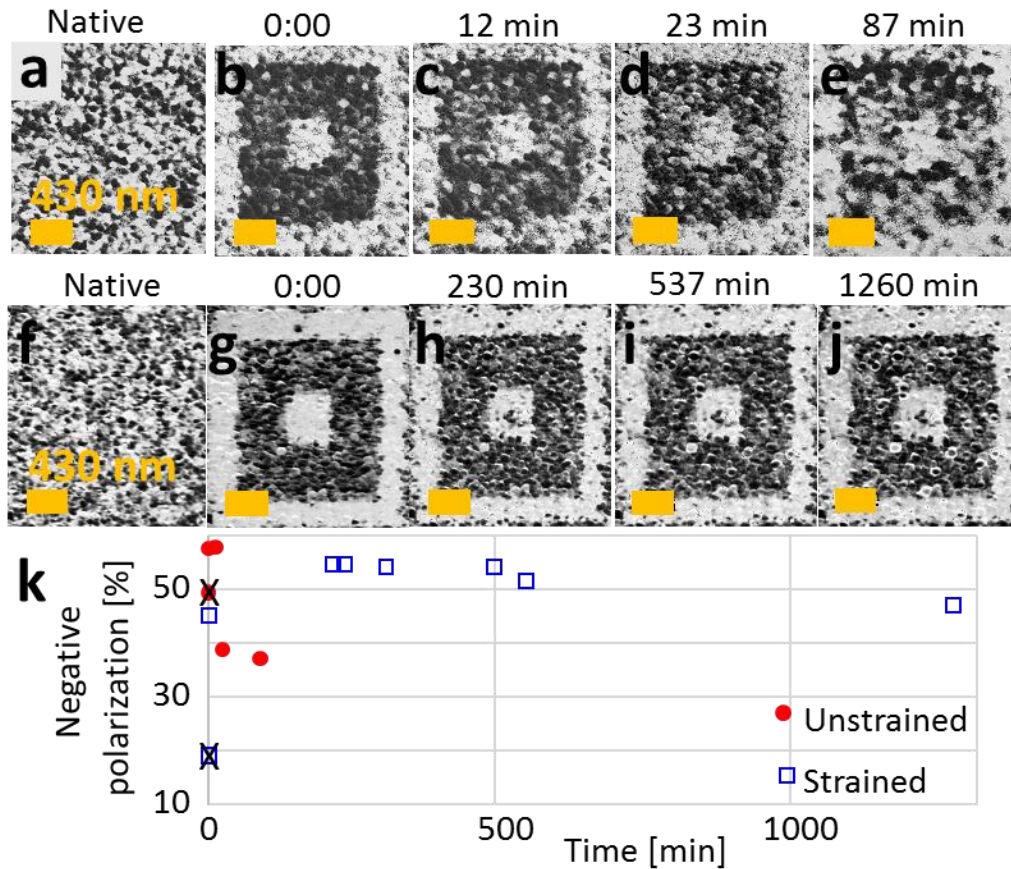 Native 0:00 12 min 23 min 87 min
a b c d e
430 nm
Native 0:00 230 min 537 min 1260 min
f g h i j
430 nm
k
Negative
polarization [%]
50
30
10
X
X
Unstrained
Strained
0 500 1000
Time [min]